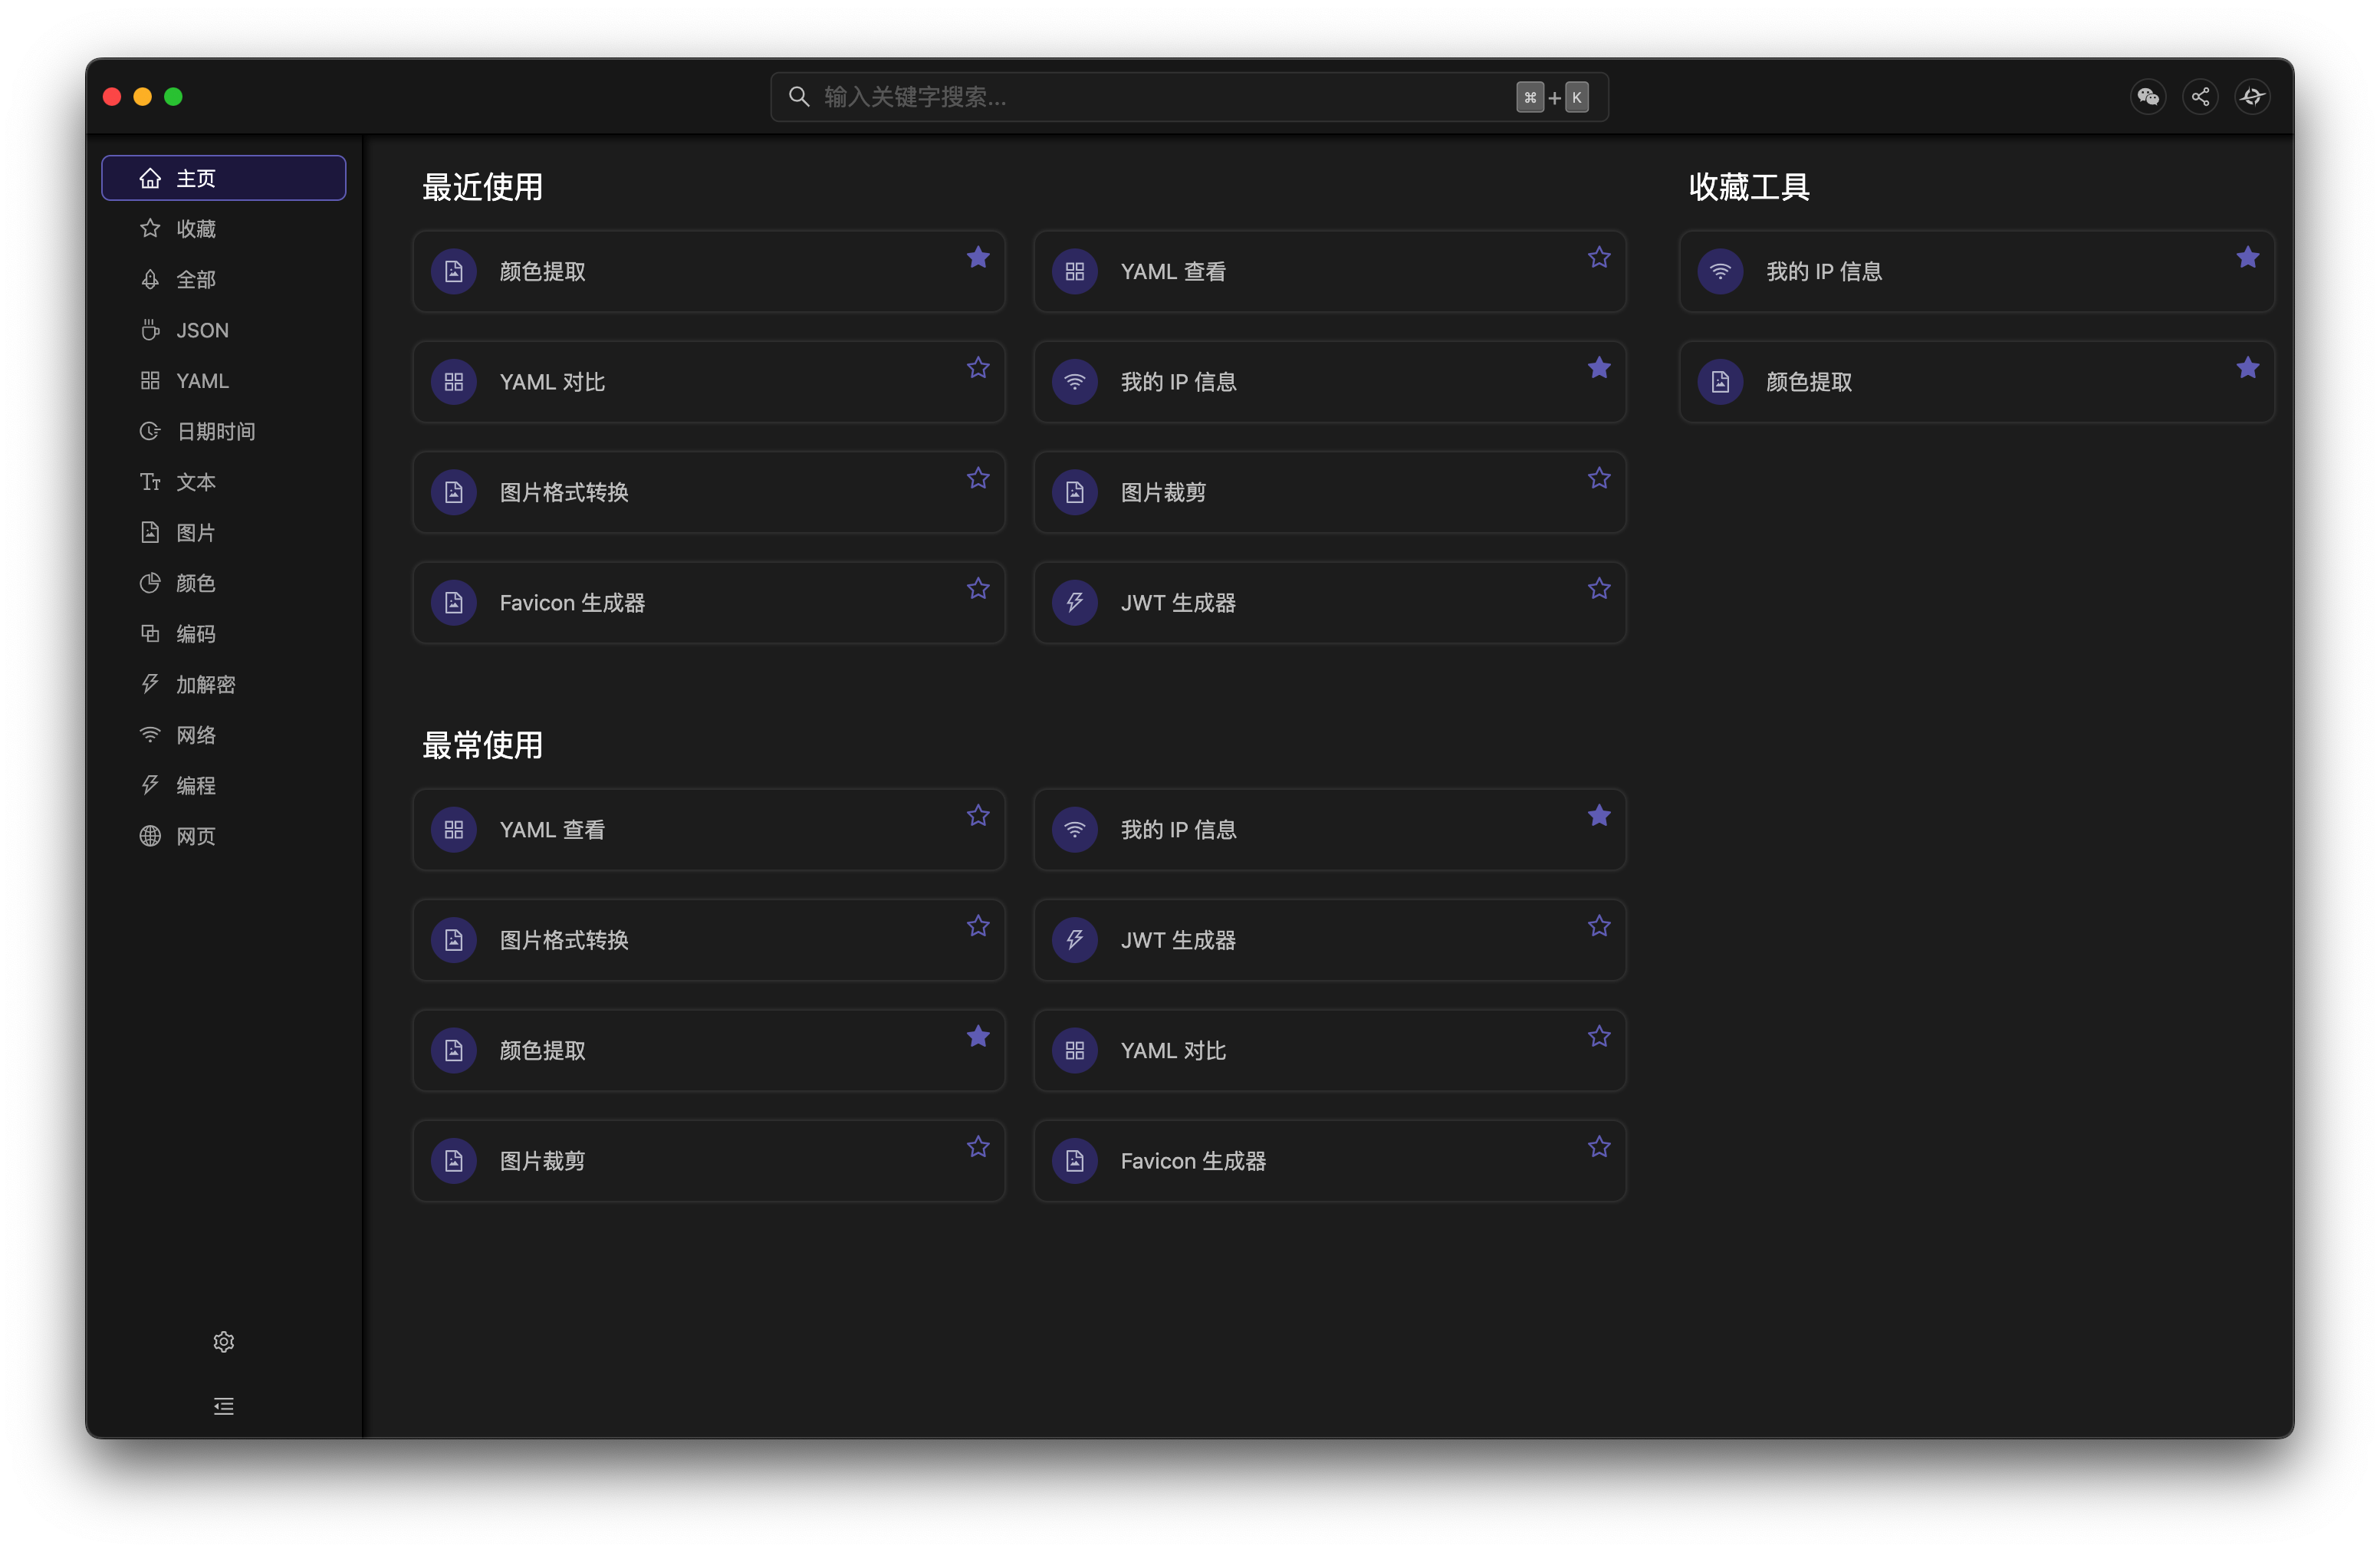 输入关键字搜索...
⌘ + K
主页
收藏
全部
JSON
YAML
日期时间
文本
图片
颜色
编码
加解密
网络
编程
网页
最近使用
颜色提取
YAML 查看
YAML 对比
我的 IP 信息
图片格式转换
图片裁剪
Favicon 生成器
JWT 生成器
最常使用
YAML 查看
我的 IP 信息
图片格式转换
JWT 生成器
颜色提取
YAML 对比
图片裁剪
Favicon 生成器
收藏工具
我的 IP 信息
颜色提取